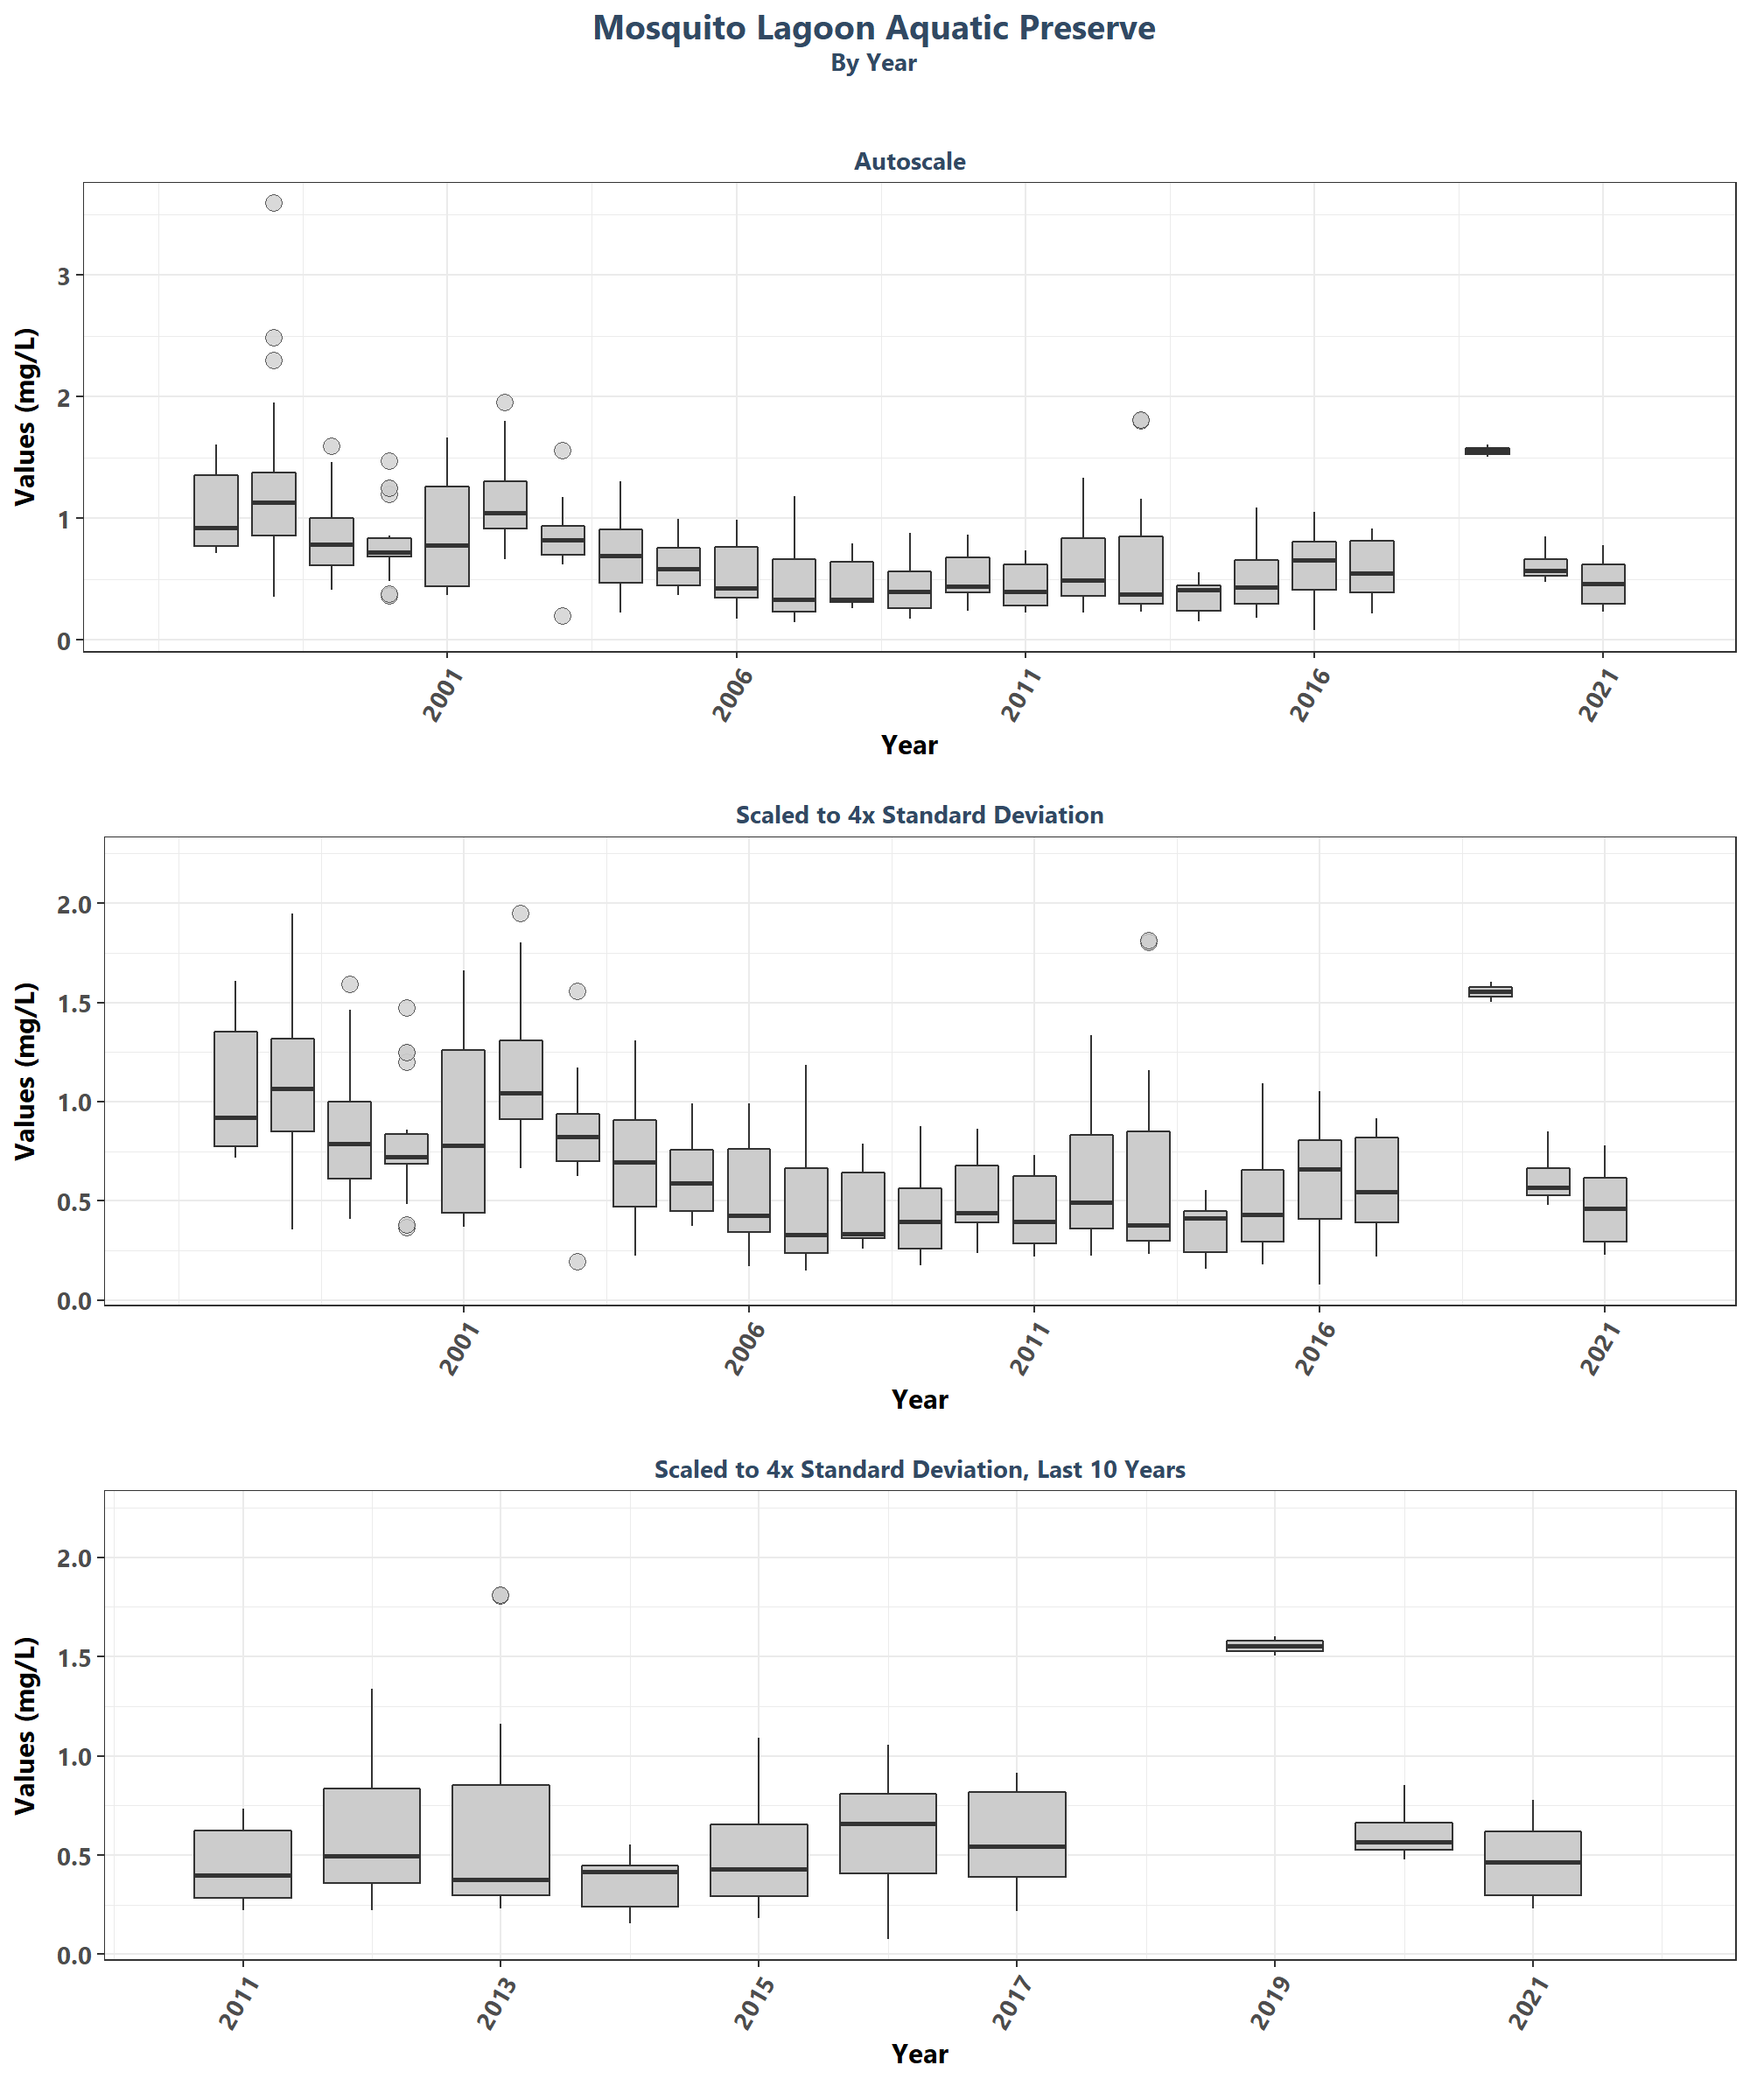 Mosquito Lagoon Aquatic Preserve
By Year
Autoscale
Values (mg/L)
3
2
1
0
2001
2006
2011
2016
2021
Year
Scaled to 4x Standard Deviation
Values (mg/L)
2.0
1.5
1.0
0.5
0.0
2001
2006
2011
2016
2021
Year
Scaled to 4x Standard Deviation, Last 10 Years
Values (mg/L)
2.0
1.5
1.0
0.5
0.0
2011
2013
2015
2017
2019
2021
Year